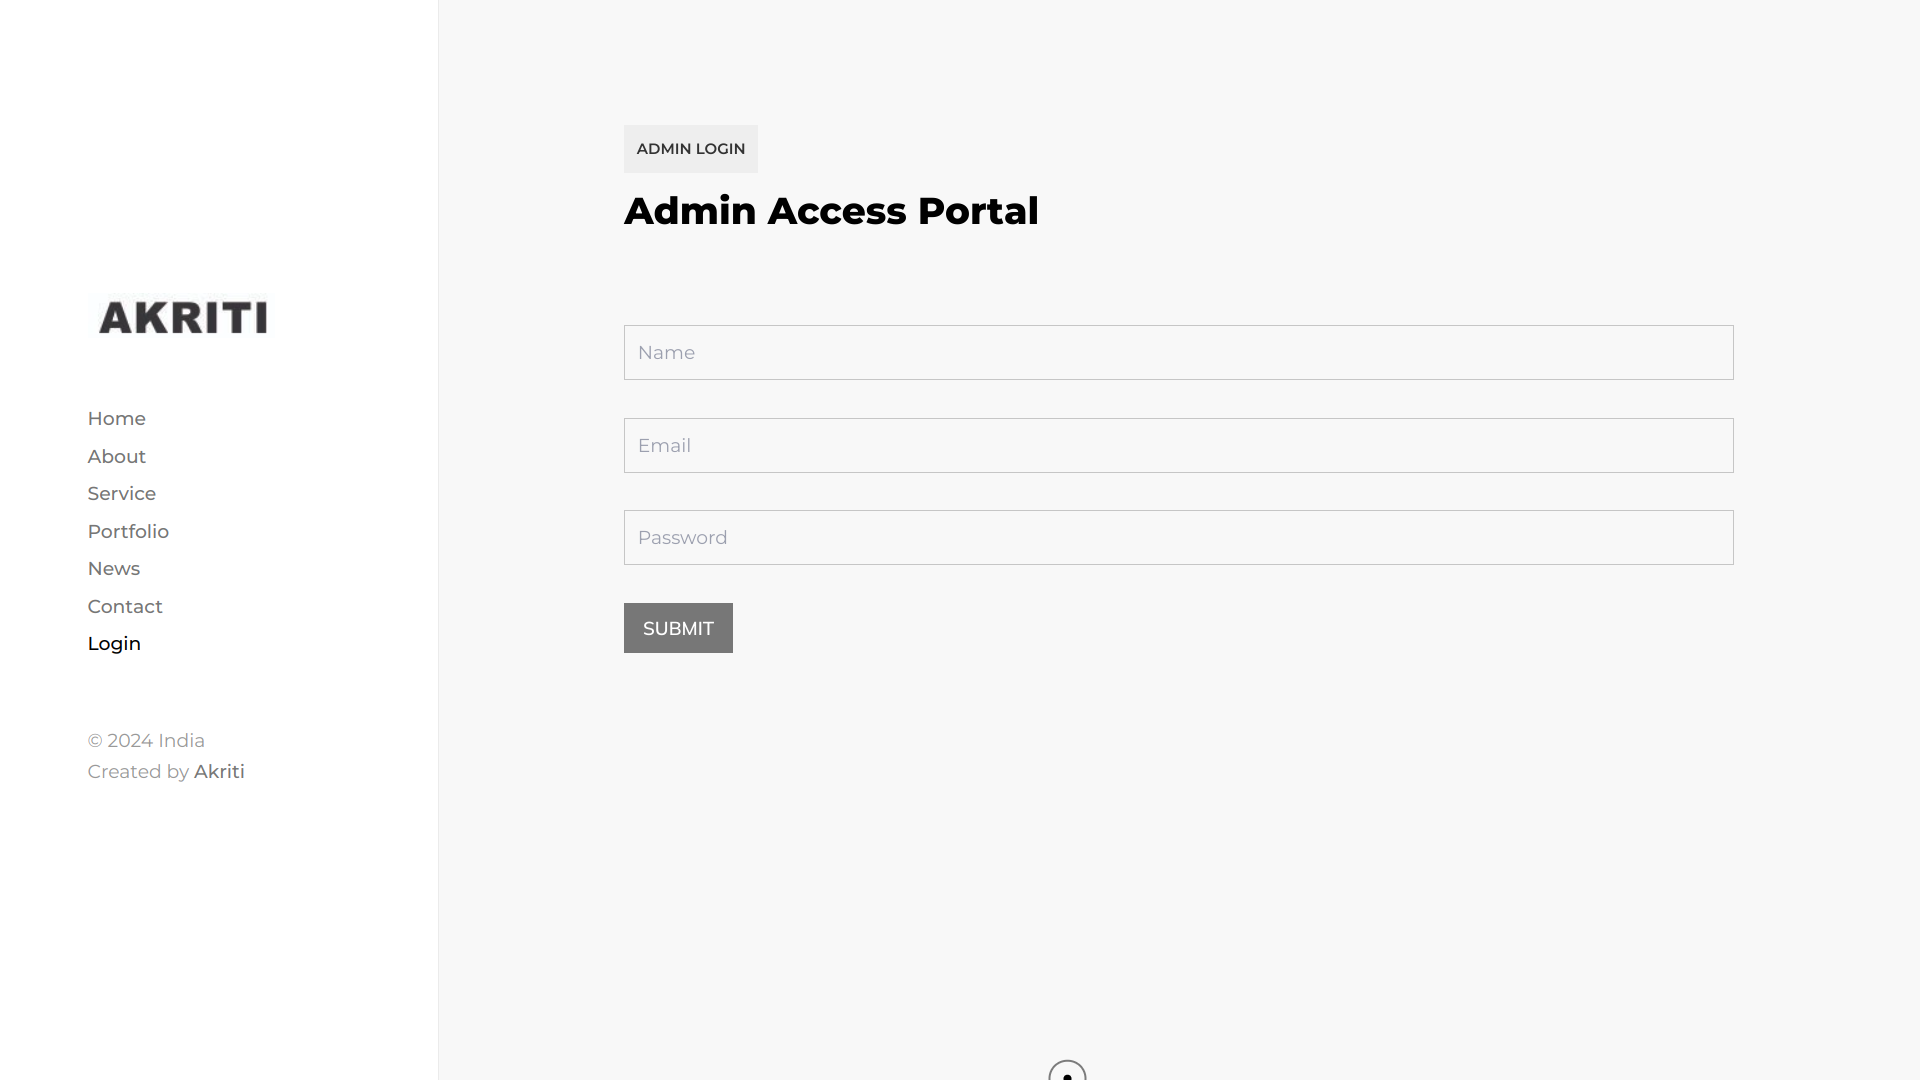 AKRITI
Home
About
Service
Portfolio
News
Contact
Login
© 2024 India
Created by Akriti
ADMIN LOGIN
Admin Access Portal
Name
Email
Password
SUBMIT